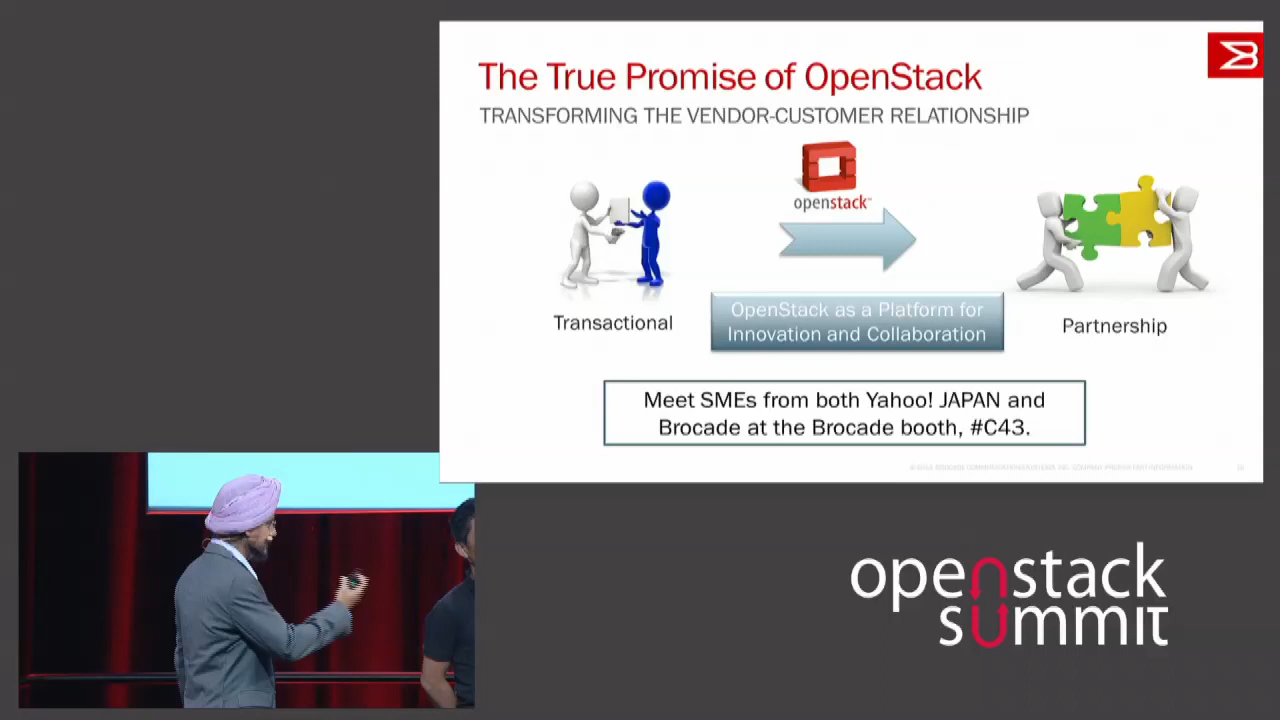 The True Promise of OpenStack
TRANSFORMING THE VENDOR-CUSTOMER RELATIONSHIP
openstack™
Transactional
OpenStack as a Platform for
Innovation and Collaboration
Partnership
Meet SMEs from both Yahoo! JAPAN and
Brocade at the Brocade booth, #C43.
openstack
summit